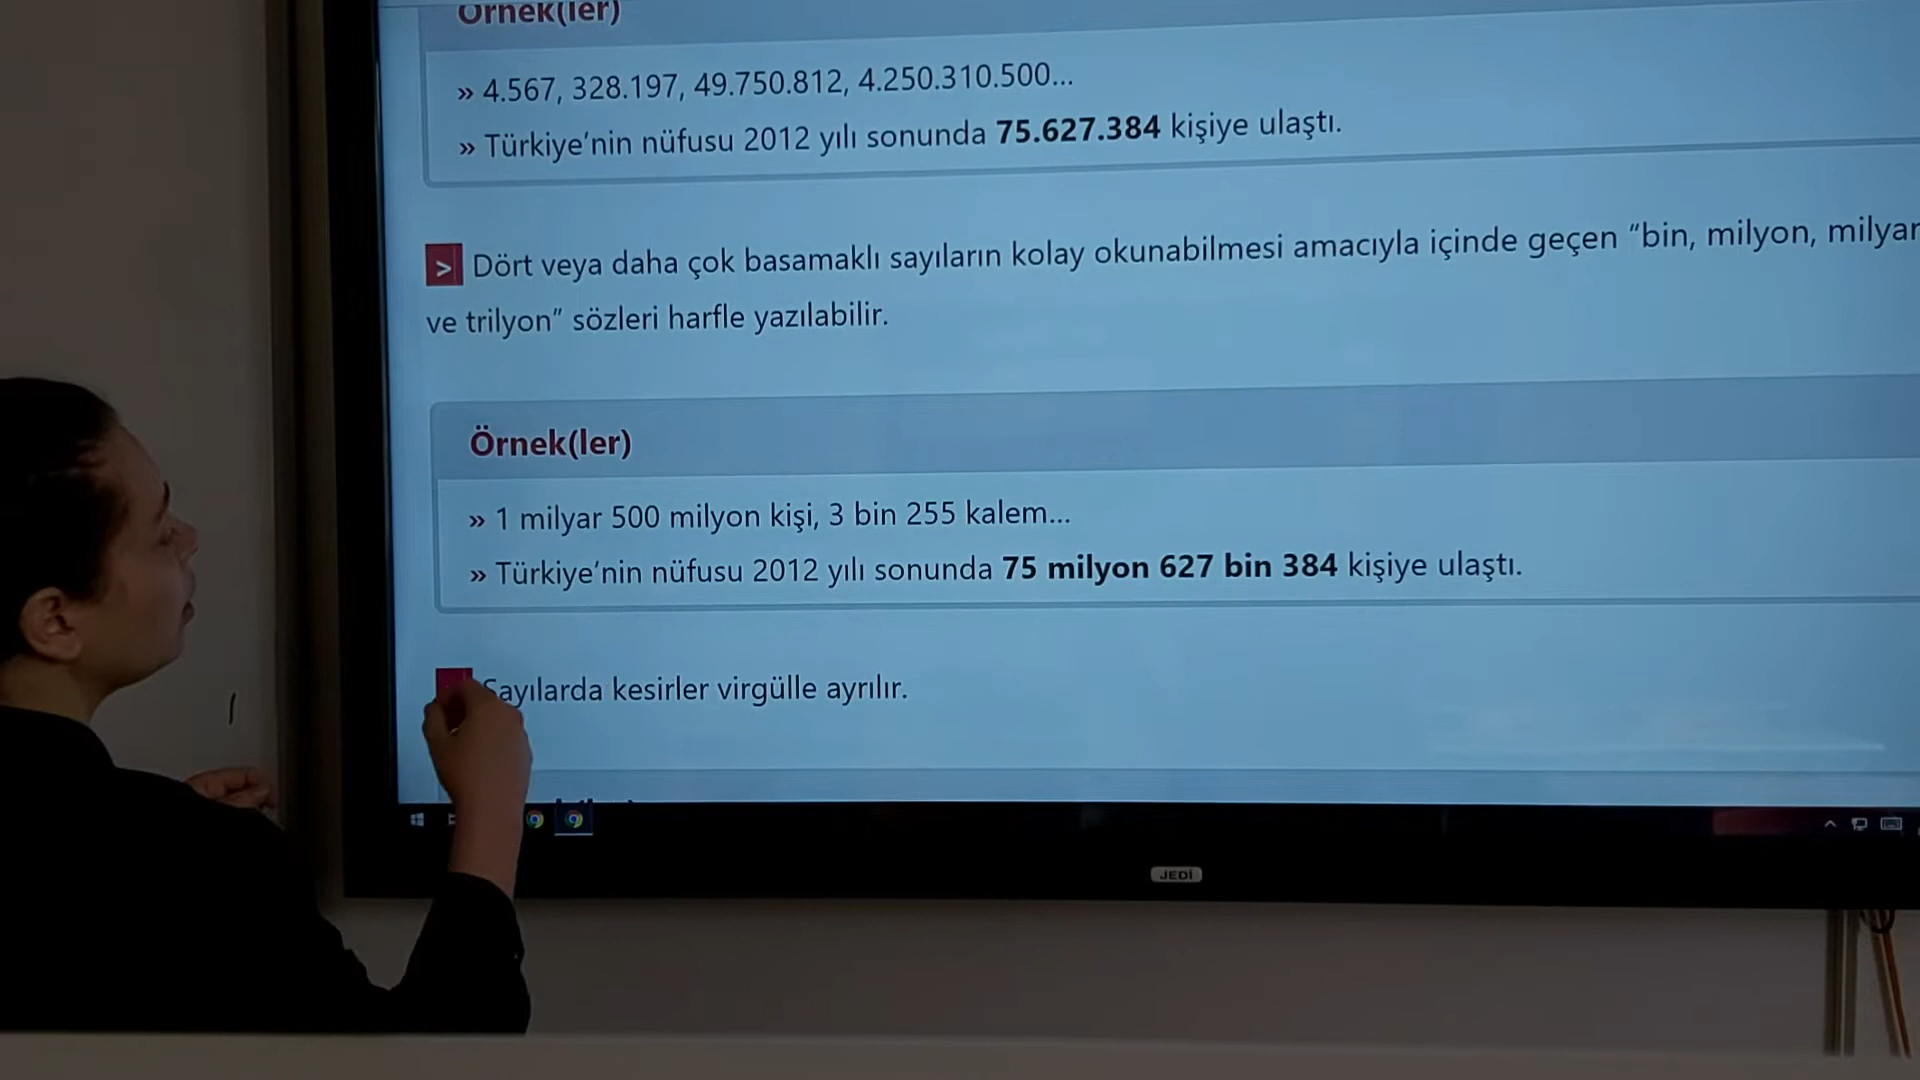 Örnek(ler)
» 4.567, 328.197, 49.750.812, 4.250.310.500...
» Türkiye'nin nüfusu 2012 yılı sonunda 75.627.384 kişiye ulaştı.
> Dört veya daha çok basamaklı sayıların kolay okunabilmesi amacıyla içinde geçen "bin, milyon, milyar
ve trilyon" sözleri harfle yazılabilir.
Örnek(ler)
» 1 milyar 500 milyon kişi, 3 bin 255 kalem...
» Türkiye'nin nüfusu 2012 yılı sonunda 75 milyon 627 bin 384 kişiye ulaştı.
Sayılarda kesirler virgülle ayrılır.
JEDİ